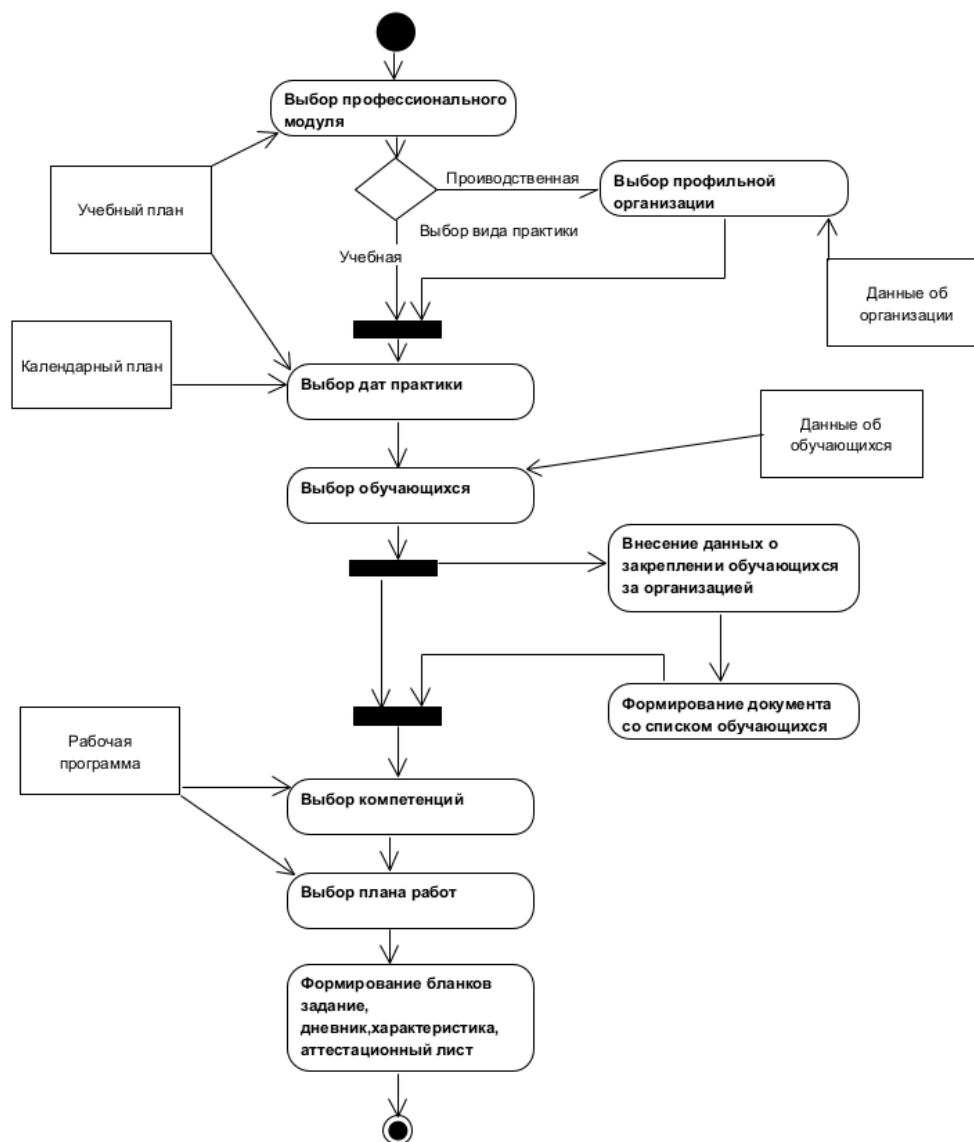 Выбор профессионального
модуля
Проиводственная
Выбор профильной
организации
Учебный план
Выбор вида практики
Учебная
Данные об
организации
Календарный план
Выбор дат практики
Данные об
обучающихся
Выбор обучающихся
Внесение данных о
закреплении обучающихся
за организацией
Формирование документа
со списком обучающихся
Рабочая
программа
Выбор компетенций
Выбор плана работ
Формирование бланков
задание,
дневник,характеристика,
аттестационный лист